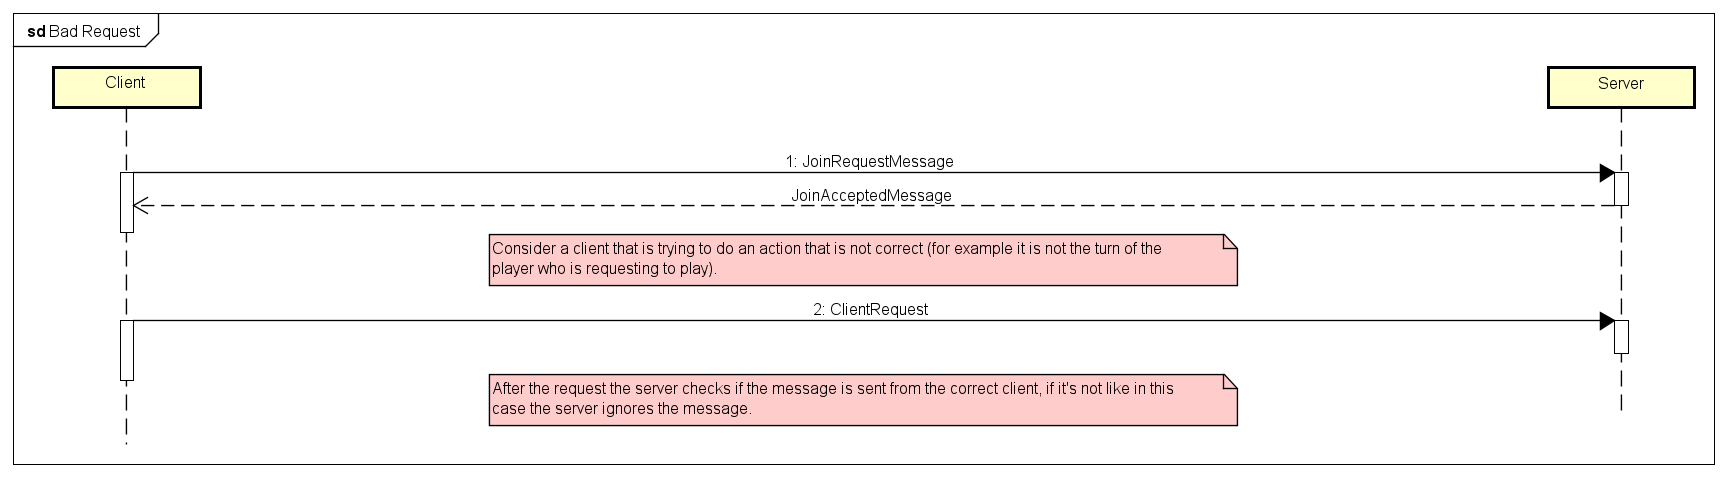 sd Bad Request
Client
Server
1: JoinRequestMessage
JoinAcceptedMessage
Consider a client that is trying to do an action that is not correct (for example it is not the turn of the
player who is requesting to play).
2: ClientRequest
After the request the server checks if the message is sent from the correct client, if it's not like in this
case the server ignores the message.